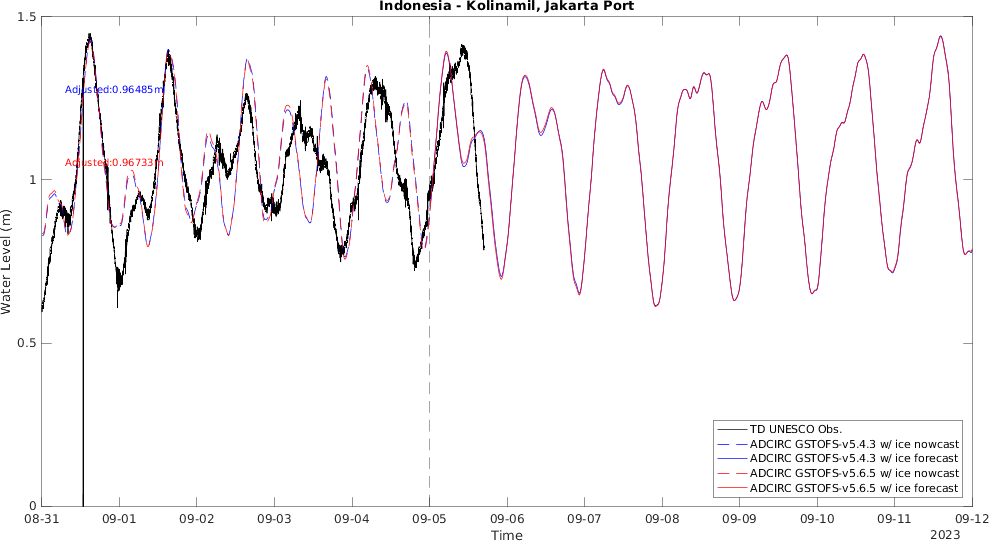 Indonesia - Kolinamil, Jakarta Port
1.5
1
0.5
0
Water Level (m)
Adjusted:0.96485m
Adjusted:0.96733m
TD UNESCO Obs.
ADCIRC GSTOFS-v5.4.3 w/ ice nowcast
ADCIRC GSTOFS-v5.4.3 w/ ice forecast
ADCIRC GSTOFS-v5.6.5 w/ ice nowcast
ADCIRC GSTOFS-v5.6.5 w/ ice forecast
08-31 09-01 09-02 09-03 09-04 09-05 09-06 09-07 09-08 09-09 09-10 09-11 09-12
Time
2023